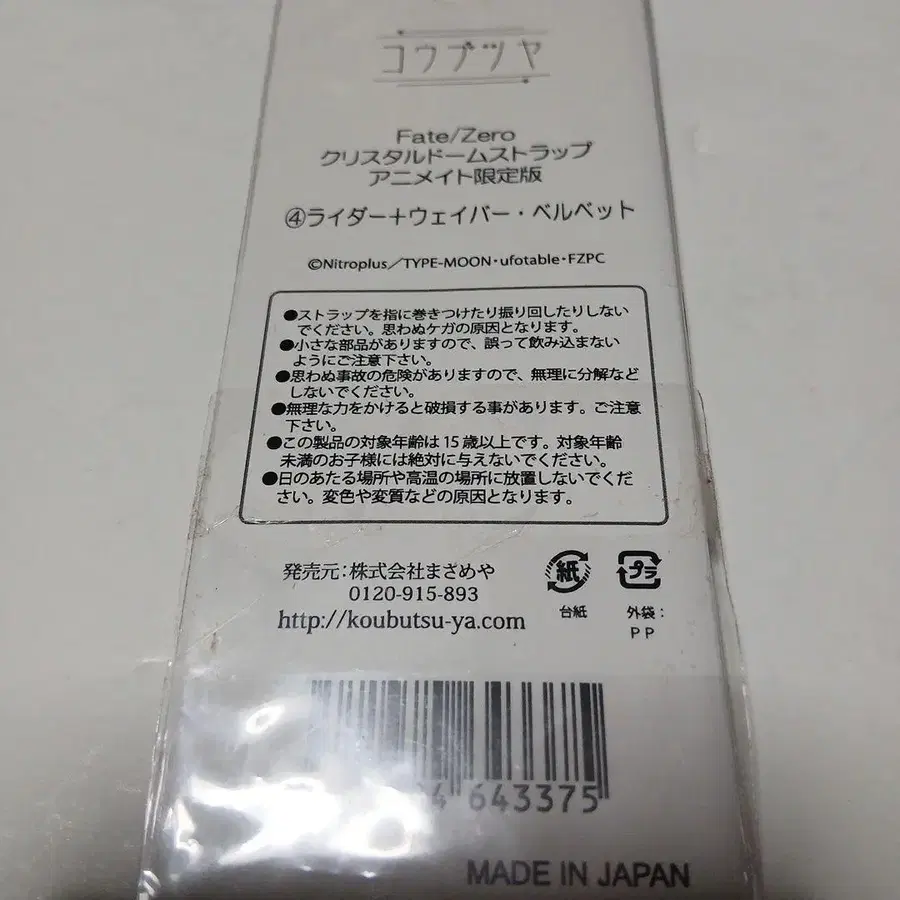 コウブツヤ
Fate/Zero
クリスタルドームストラップ
アニメイト限定版
④ライダー+ウェイバー・ベルベット
©Nitroplus/TYPE-MOON・ufotable・FZPC
●ストラップを指に巻きつけたり振り回したりしない
でください。思わぬケガの原因となります。
●小さな部品がありますので、誤って飲み込まない
ようにご注意下さい。
●思わぬ事故の危険がありますので、無理に分解など
しないでください。
●無理な力をかけると破損する事があります。ご注意
下さい。
●この製品の対象年齢は15歳以上です。対象年齢
未満のお子様には絶対に与えないでください。
●日のあたる場所や高温の場所に放置しないでくだ
さい。変色や変質などの原因となります。
発売元:株式会社まざめや
0120-915-893
http://koubutsu-ya.com
紙
台紙
プラ
外袋:
PP
4 643375
MADE IN JAPAN